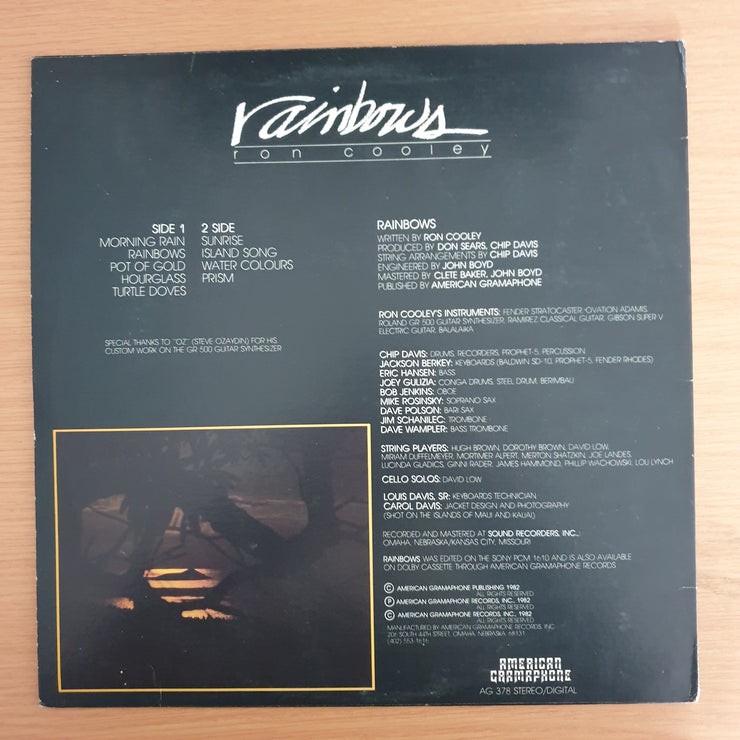 rainbows
ron cooley
SIDE 1
MORNING RAIN
RAINBOWS
POT OF GOLD
HOURGLASS
TURTLE DOVES
2 SIDE
SUNRISE
ISLAND SONG
WATER COLOURS
PRISM
SPECIAL THANKS TO "OZ" (STEVE OZAYDIN) FOR HIS
CUSTOM WORK ON THE GR 500 GUITAR SYNTHESIZER
RAINBOWS
WRITTEN BY RON COOLEY
PRODUCED BY DON SEARS, CHIP DAVIS
STRING ARRANGEMENTS BY CHIP DAVIS
ENGINEERED BY JOHN BOYD
MASTERED BY CLETE BAKER, JOHN BOYD
PUBLISHED BY AMERICAN GRAMAPHONE
RON COOLEY'S INSTRUMENTS: FENDER STRATOCASTER, OVATION ADAMIS,
ROLAND GR 500 GUITAR SYNTHESIZER, RAMIREZ CLASSICAL GUITAR, GIBSON SUPER V
ELECTRIC GUITAR, BALALAIKA
CHIP DAVIS: DRUMS, RECORDERS, PROPHET-5, PERCUSSION
JACKSON BERKEY: KEYBOARDS (BALDWIN SD-10, PROPHET-5, FENDER RHODES)
ERIC HANSEN: BASS
JOEY GULIZIA: CONGA DRUMS, STEEL DRUM, BERIMBAU
BOB JENKINS: OBOE
MIKE ROSINSKY: SOPRANO SAX
DAVE POLSON: BARI SAX
JIM SCHANILEC: TROMBONE
DAVE WAMPLER: BASS TROMBONE
STRING PLAYERS: HUGH BROWN, DOROTHY BROWN, DAVID LOW,
MIRIAM DUFFELMEYER, MORTIMER ALPERT, MERTON SHATZKIN, JOE LANDES,
LUCINDA GLADICS, GINNI RADER, JAMES HAMMOND, PHILLIP WACHOWSKI, LOU LYNCH
CELLO SOLOS: DAVID LOW
LOUIS DAVIS, SR: KEYBOARDS TECHNICIAN
CAROL DAVIS: JACKET DESIGN AND PHOTOGRAPHY
(SHOT ON THE ISLANDS OF MAUI AND KAUAI)
RECORDED AND MASTERED AT SOUND RECORDERS, INC.,
OMAHA, NEBRASKA/KANSAS CITY, MISSOURI
RAINBOWS WAS EDITED ON THE SONY PCM 1610 AND IS ALSO AVAILABLE
ON DOLBY CASSETTE THROUGH AMERICAN GRAMAPHONE RECORDS
© AMERICAN GRAMAPHONE PUBLISHING 1982
ALL RIGHTS RESERVED
℗ AMERICAN GRAMAPHONE RECORDS, INC., 1982
ALL RIGHTS RESERVED
© AMERICAN GRAMAPHONE RECORDS, INC., 1982
ALL RIGHTS RESERVED
MANUFACTURED BY AMERICAN GRAMAPHONE RECORDS, INC.
206 SOUTH 44TH STREET, OMAHA, NEBRASKA 68131
(402) 553-1616
AMERICAN
GRAMAPHONE
AG 378 STEREO/DIGITAL